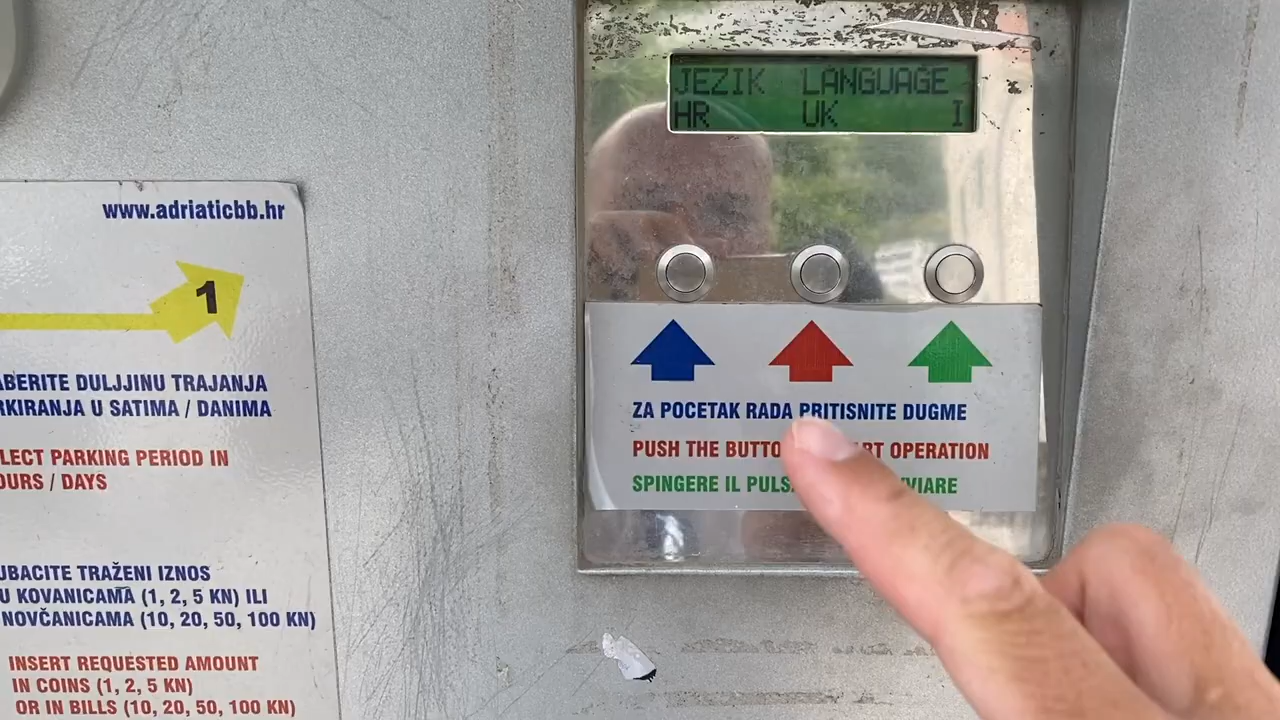 JEZIK LANGUAGE
HR UK I
www.adriaticbb.hr
1
ABERITE DULJJINU TRAJANJA
RKIRANJA U SATIMA / DANIMA
LECT PARKING PERIOD IN
OURS / DAYS
UBACITE TRAŽENI IZNOS
U KOVANICAMA (1, 2, 5 KN) ILI
NOVČANICAMA (10, 20, 50, 100 KN)
INSERT REQUESTED AMOUNT
IN COINS (1, 2, 5 KN)
OR IN BILLS (10, 20, 50, 100 KN)
ZA POCETAK RADA PRITISNITE DUGME
PUSH THE BUTTO RT OPERATION
SPINGERE IL PULS VVIARE